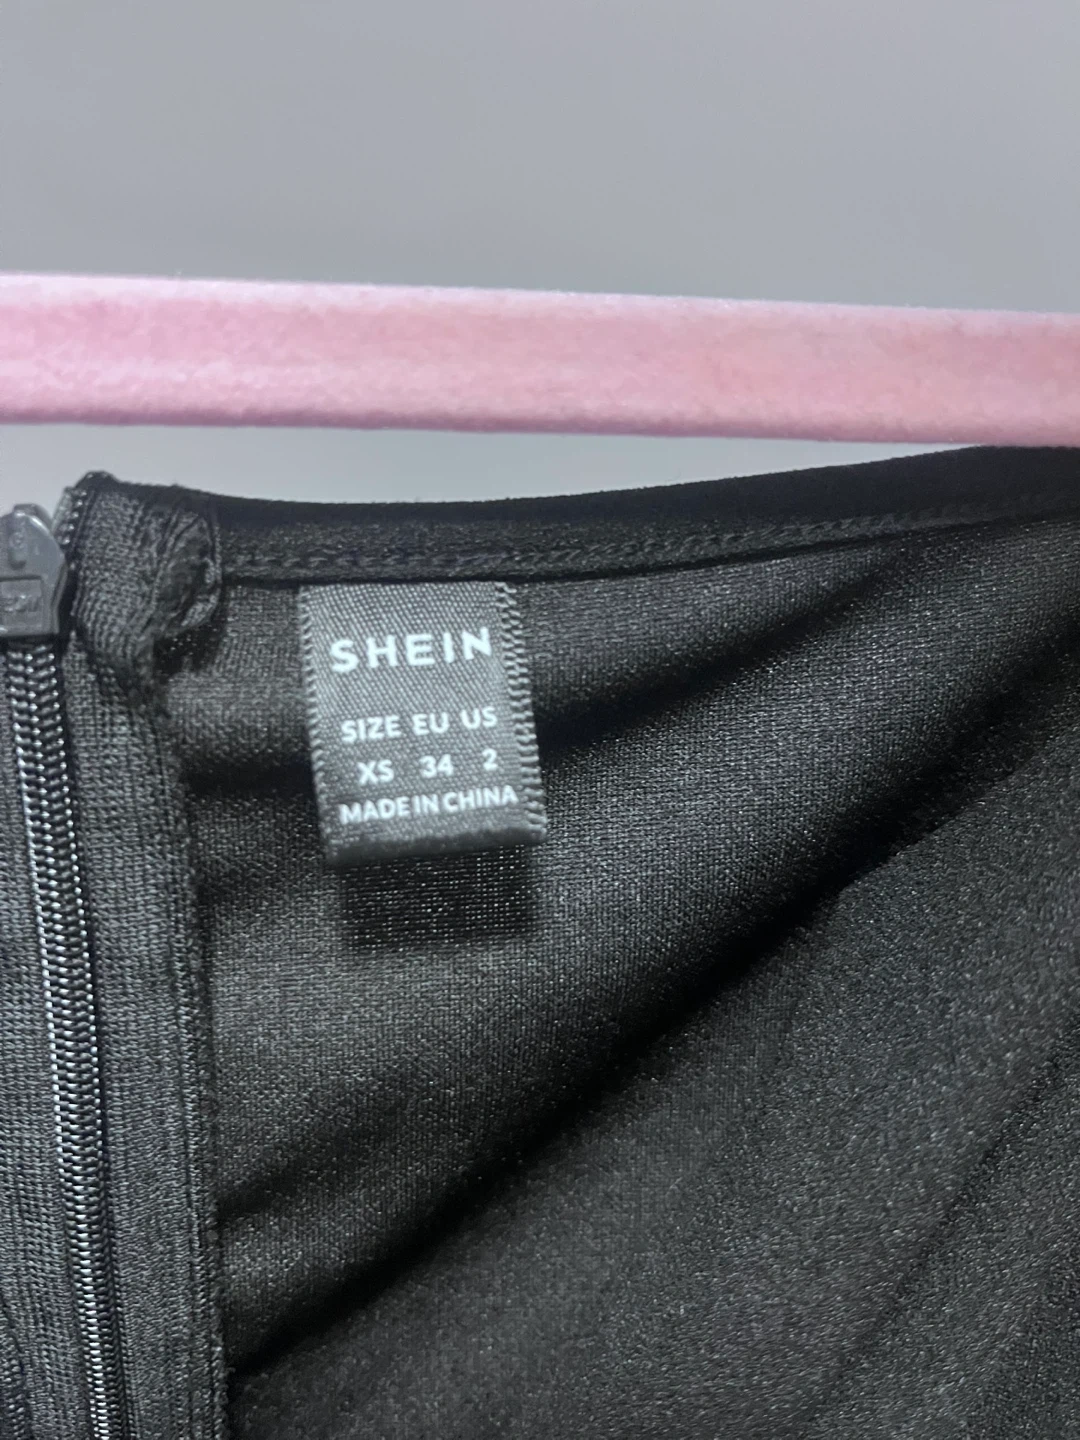 SHEIN
SIZE EU US
XS 34 2
MADE IN CHINA